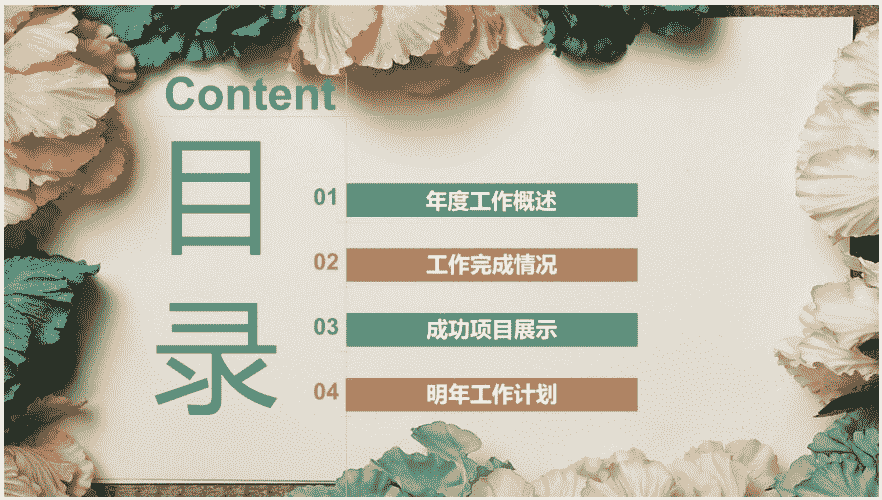 Content
目录
01 年度工作概述
02 工作完成情况
03 成功项目展示
04 明年工作计划